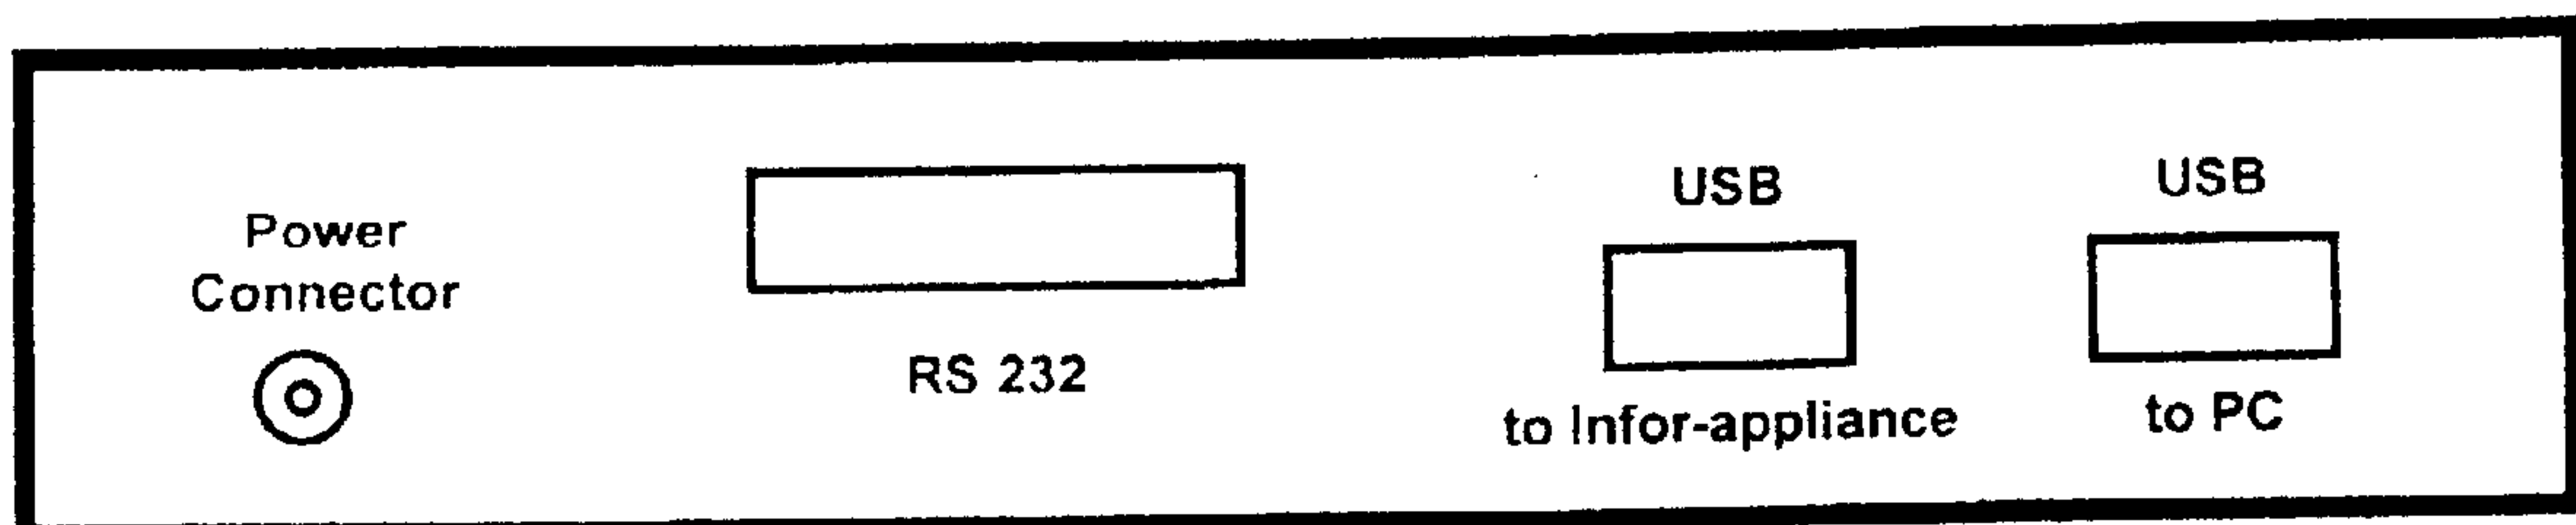 Power
Connector
RS 232
USB
to Infor-appliance
USB
to PC